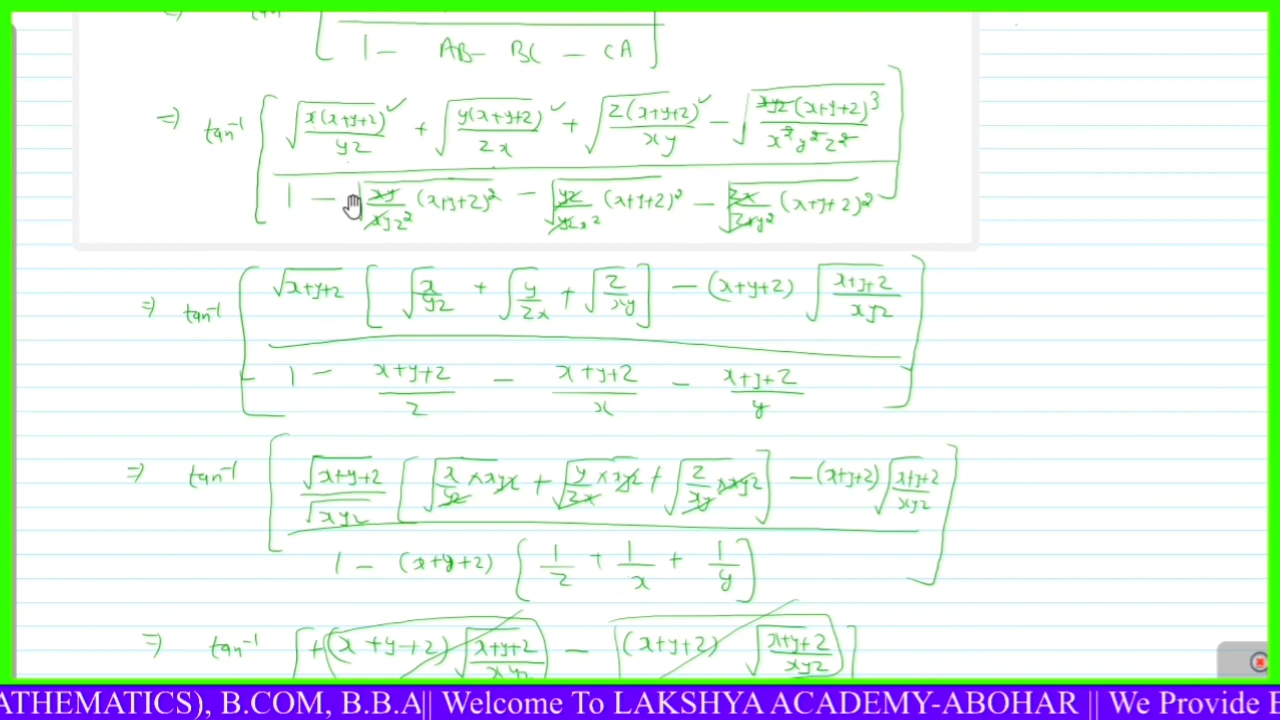 1 - AB - BC - CA
⇒ tan⁻¹ [ √(x(x+y+z)/yz) + √(y(x+y+z)/zx) + √(z(x+y+z)/xy) - √(xyz(x+y+z)³/x²y²z²)
1 - √(xy/xyz² (x+y+z)²) - √(yz/yzx² (x+y+z)²) - √(zx/zxy² (x+y+z)²) ]
⇒ tan⁻¹ [ √x+y+z [ √(x/yz) + √(y/zx) + √(z/xy) ] - (x+y+z) √(x+y+z/xyz)
1 - x+y+z/z - x+y+z/x - x+y+z/y ]
⇒ tan⁻¹ [ √x+y+z/√xyz [ √(x/yz × xyz) + √(y/zx × xyz) + √(z/xy × xyz) ] - (x+y+z) √(x+y+z/xyz)
1 - (x+y+z) [ 1/z + 1/x + 1/y ] ]
⇒ tan⁻¹ [ +(x+y+z) √(x+y+z/xyz) - (x+y+z) √(x+y+z/xyz) ]
ATHEMATICS), B.COM, B.B.A|| Welcome To LAKSHYA ACADEMY-ABOHAR || We Provide E